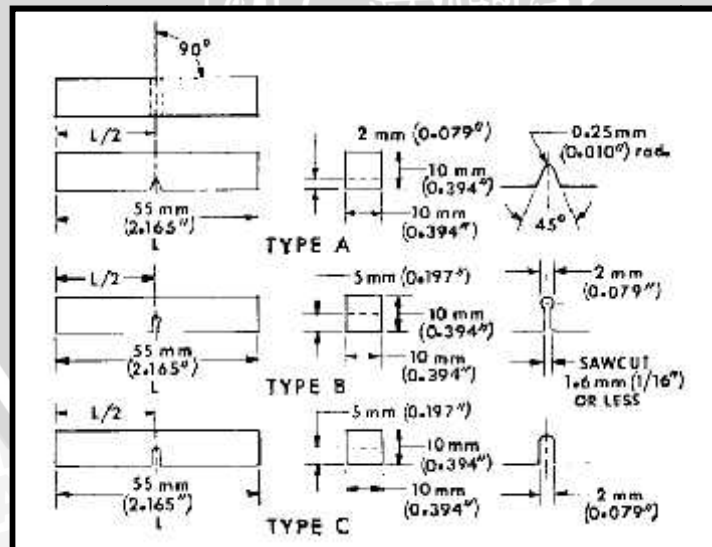 90°
L/2
2 mm (0.079")
10 mm
(0.394")
10 mm
(0.394")
0.25mm
(0.010") rad.
45°
55 mm
(2.165")
L
TYPE A
L/2
5 mm (0.197")
10 mm
(0.394")
10 mm
(0.394")
2 mm
(0.079")
55 mm
(2.165")
L
TYPE B
SAWCUT
1.6 mm (1/16")
OR LESS
L/2
5 mm (0.197")
10 mm
(0.394")
10 mm
(0.394")
2 mm
(0.079")
55 mm
(2.165")
L
TYPE C